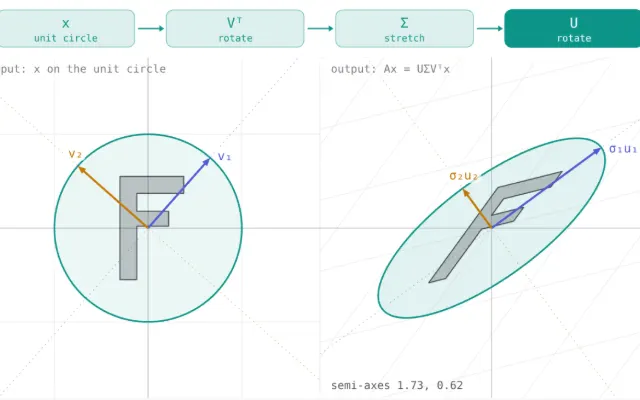 x
unit circle
Vᵀ
rotate
Σ
stretch
U
rotate
put: x on the unit circle
output: Ax = UΣVᵀx
v₂
v₁
σ₂u₂
σ₁u₁
semi-axes 1.73, 0.62